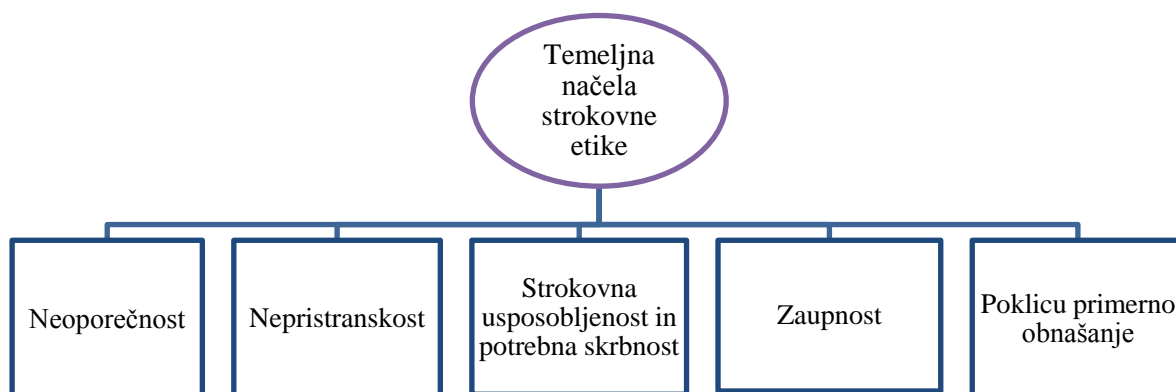 Temeljna
načela
strokovne
etike
Neoporečnost
Nepristranskost
Strokovna
usposobljenost in
potrebna skrbnost
Zaupnost
Poklicu primerno
obnašanje